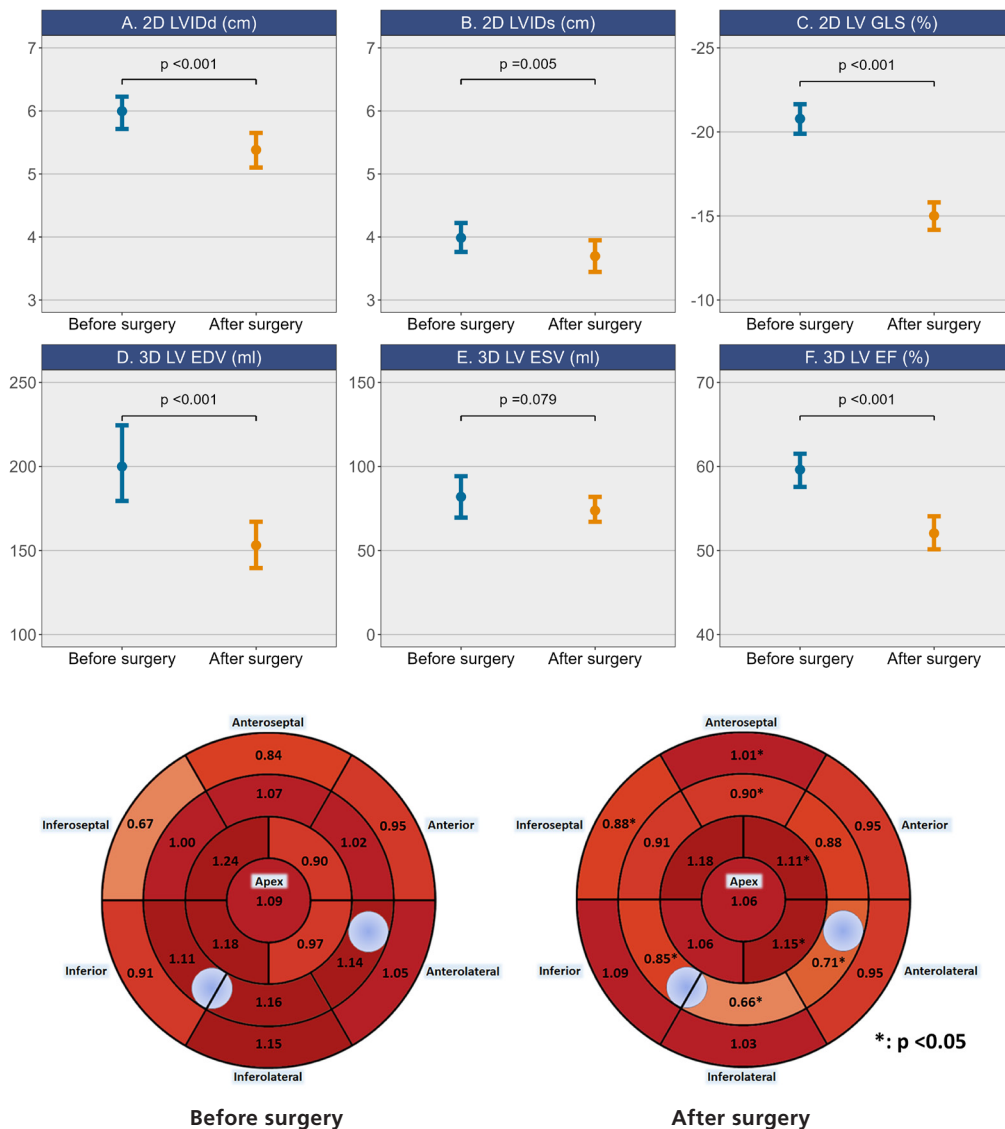 A. 2D LVIDd (cm)
7
6
5
4
3
p <0.001
Before surgery
After surgery
B. 2D LVIDs (cm)
7
6
5
4
3
p =0.005
Before surgery
After surgery
C. 2D LV GLS (%)
-25
-20
-15
-10
p <0.001
Before surgery
After surgery
D. 3D LV EDV (ml)
250
200
150
100
p <0.001
Before surgery
After surgery
E. 3D LV ESV (ml)
150
100
50
0
p =0.079
Before surgery
After surgery
F. 3D LV EF (%)
70
60
50
40
p <0.001
Before surgery
After surgery
Anteroseptal
0.84
1.07
Inferoseptal
0.67
0.95
Anterior
1.00
1.02
1.24
0.90
Apex
1.09
1.18
0.97
1.11
1.14
Inferior
0.91
1.05
Anterolateral
1.16
1.15
Inferolateral
Before surgery
Anteroseptal
1.01*
0.90*
Inferoseptal
0.88*
0.95
Anterior
0.91
0.88
1.18
1.11*
Apex
1.06
1.06
1.15*
0.85*
0.71*
Inferior
1.09
0.95
Anterolateral
0.66*
1.03
Inferolateral
*: p <0.05
After surgery